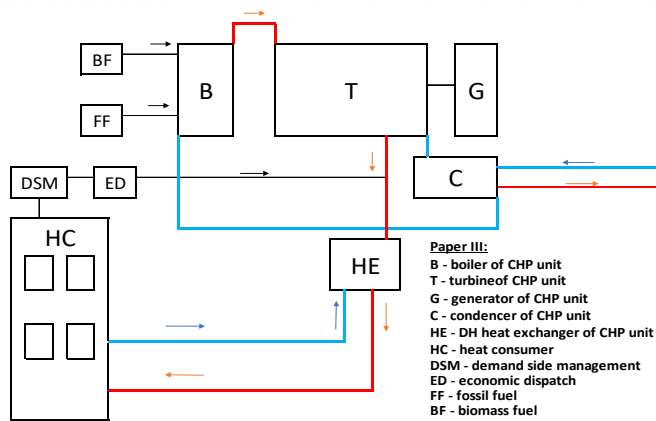 BF
B
T
G
FF
DSM
ED
C
HC
HE
Paper III:
B - boiler of CHP unit
T - turbineof CHP unit
G - generator of CHP unit
C - condencer of CHP unit
HE - DH heat exchanger of CHP unit
HC - heat consumer
DSM - demand side management
ED - economic dispatch
FF - fossil fuel
BF - biomass fuel